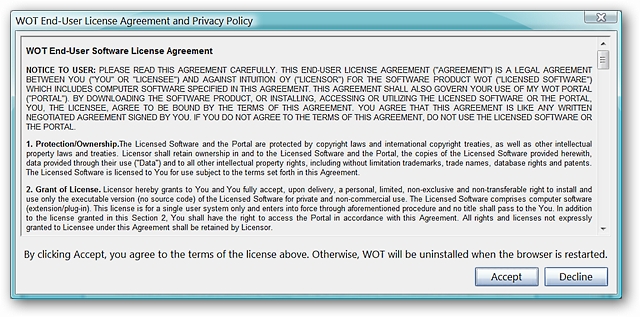 WOT End-User License Agreement and Privacy Policy
WOT End-User Software License Agreement
NOTICE TO USER: PLEASE READ THIS AGREEMENT CAREFULLY. THIS END-USER LICENSE AGREEMENT ("AGREEMENT") IS A LEGAL AGREEMENT
BETWEEN YOU ("YOU" OR "LICENSEE") AND AGAINST INTUITION OY ("LICENSOR") FOR THE SOFTWARE PRODUCT WOT ("LICENSED SOFTWARE")
WHICH INCLUDES COMPUTER SOFTWARE SPECIFIED IN THIS AGREEMENT. THIS AGREEMENT SHALL ALSO GOVERN YOUR USE OF MY WOT PORTAL
("PORTAL"). BY DOWNLOADING THE SOFTWARE PRODUCT, OR INSTALLING, ACCESSING OR UTILIZING THE LICENSED SOFTWARE OR THE PORTAL,
YOU, THE LICENSEE, AGREE TO BE BOUND BY THE TERMS OF THIS AGREEMENT. YOU AGREE THAT THIS AGREEMENT IS LIKE ANY WRITTEN
NEGOTIATED AGREEMENT SIGNED BY YOU. IF YOU DO NOT AGREE TO THE TERMS OF THIS AGREEMENT, DO NOT USE THE LICENSED SOFTWARE OR
THE PORTAL.
1. Protection/Ownership.The Licensed Software and the Portal are protected by copyright laws and international copyright treaties, as well as other intellectual
property laws and treaties. Licensor shall retain ownership in and to the Licensed Software and the Portal, the copies of the Licensed Software provided herewith,
data provided through their use ("Data") and to all other intellectual property rights, including without limitation trademarks, trade names, database rights and patents.
The Licensed Software is licensed to You for use subject to the terms set forth in this Agreement.
2. Grant of License. Licensor hereby grants to You and You fully accept, upon delivery, a personal, limited, non-exclusive and non-transferable right to install and
use only the executable version (no source code) of the Licensed Software for private and non-commercial use. The Licensed Software comprises computer software
(extension/plug-in). This license is for a single user system only and enters into force through aforementioned procedure and no title shall pass to the You. In addition
to the license granted in this Section 2, You shall have the right to access the Portal in accordance with this Agreement. All rights and licenses not expressly
granted to Licensee under this Agreement shall be retained by Licensor.
By clicking Accept, you agree to the terms of the license above. Otherwise, WOT will be uninstalled when the browser is restarted.
Accept Decline